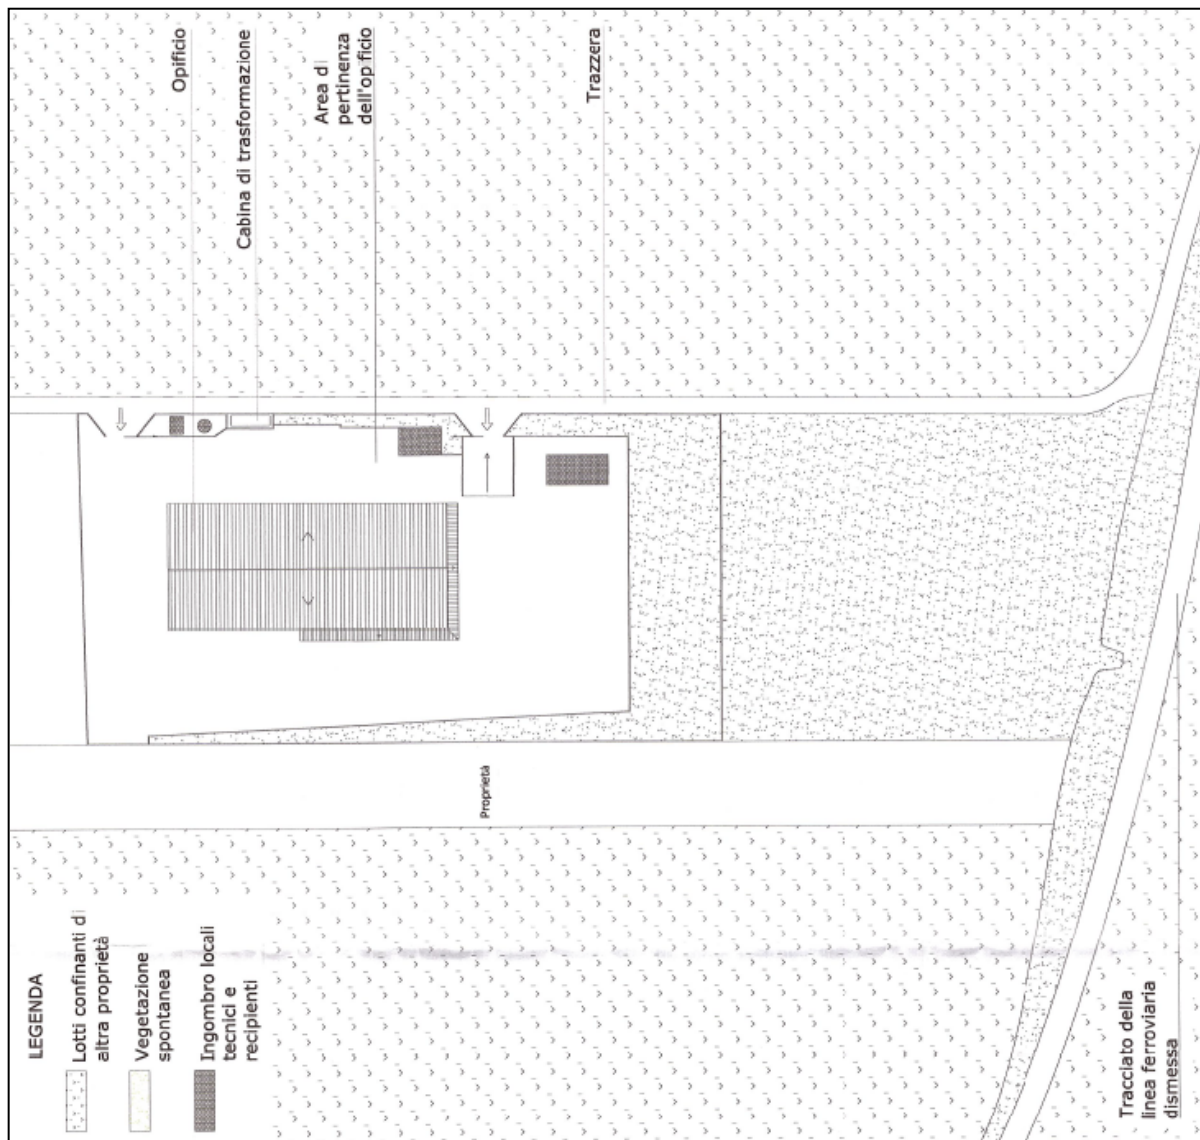 Opificio
Cabina di trasformazione
Area di
pertinenza
dell'opificio
Trazzera
Proprietà
LEGENDA
Lotti confinanti di
altra proprietà
Vegetazione
spontanea
Ingombro locali
tecnici e
recipienti
Tracciato della
linea ferroviaria
dismessa